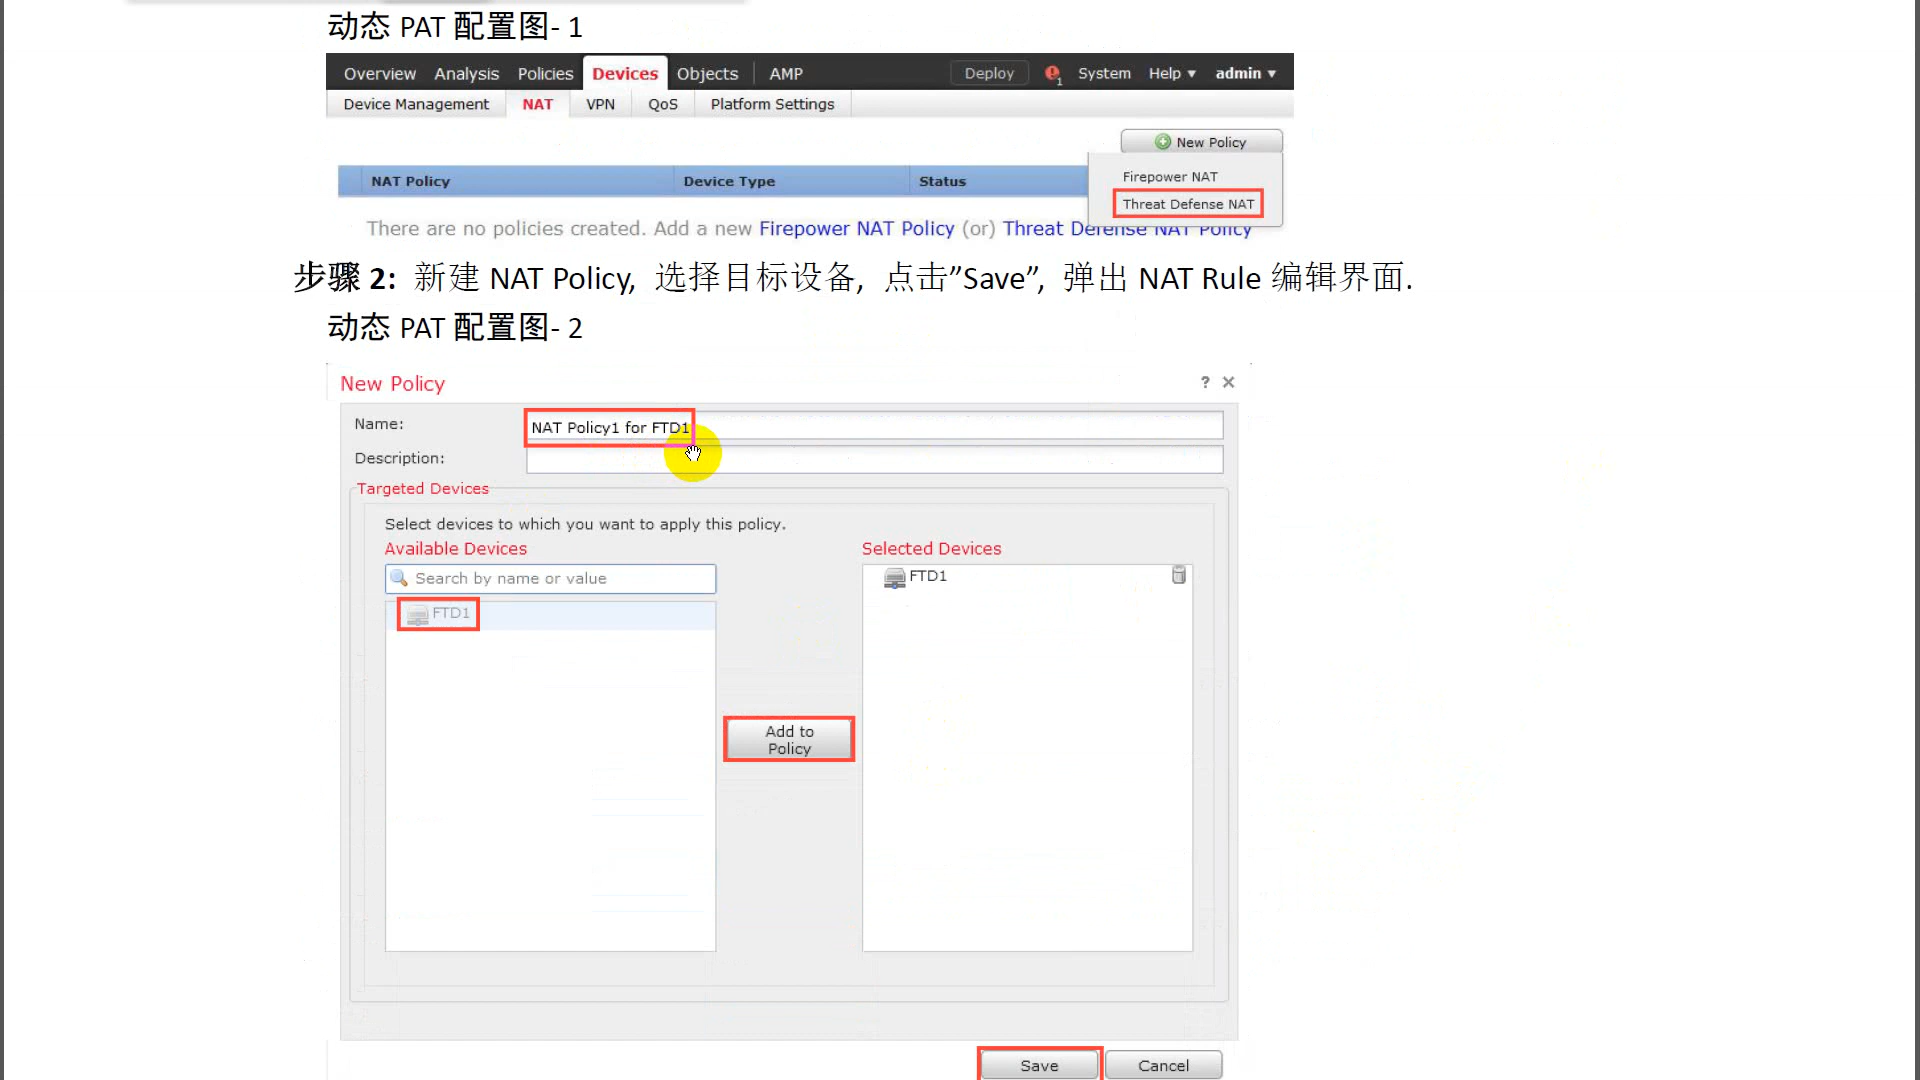 动态 PAT 配置图- 1
Overview Analysis Policies Devices Objects AMP Deploy 1 System Help ▼ admin ▼
Device Management NAT VPN QoS Platform Settings
New Policy
Firepower NAT
NAT Policy Device Type Status
Threat Defense NAT
There are no policies created. Add a new Firepower NAT Policy (or) Threat Defense NAT Policy
步骤 2: 新建 NAT Policy, 选择目标设备, 点击”Save”, 弹出 NAT Rule 编辑界面.
动态 PAT 配置图- 2
New Policy ? ×
Name: NAT Policy1 for FTD1
Description:
Targeted Devices
Select devices to which you want to apply this policy.
Available Devices Selected Devices
Search by name or value FTD1
FTD1
Add to
Policy
Save Cancel